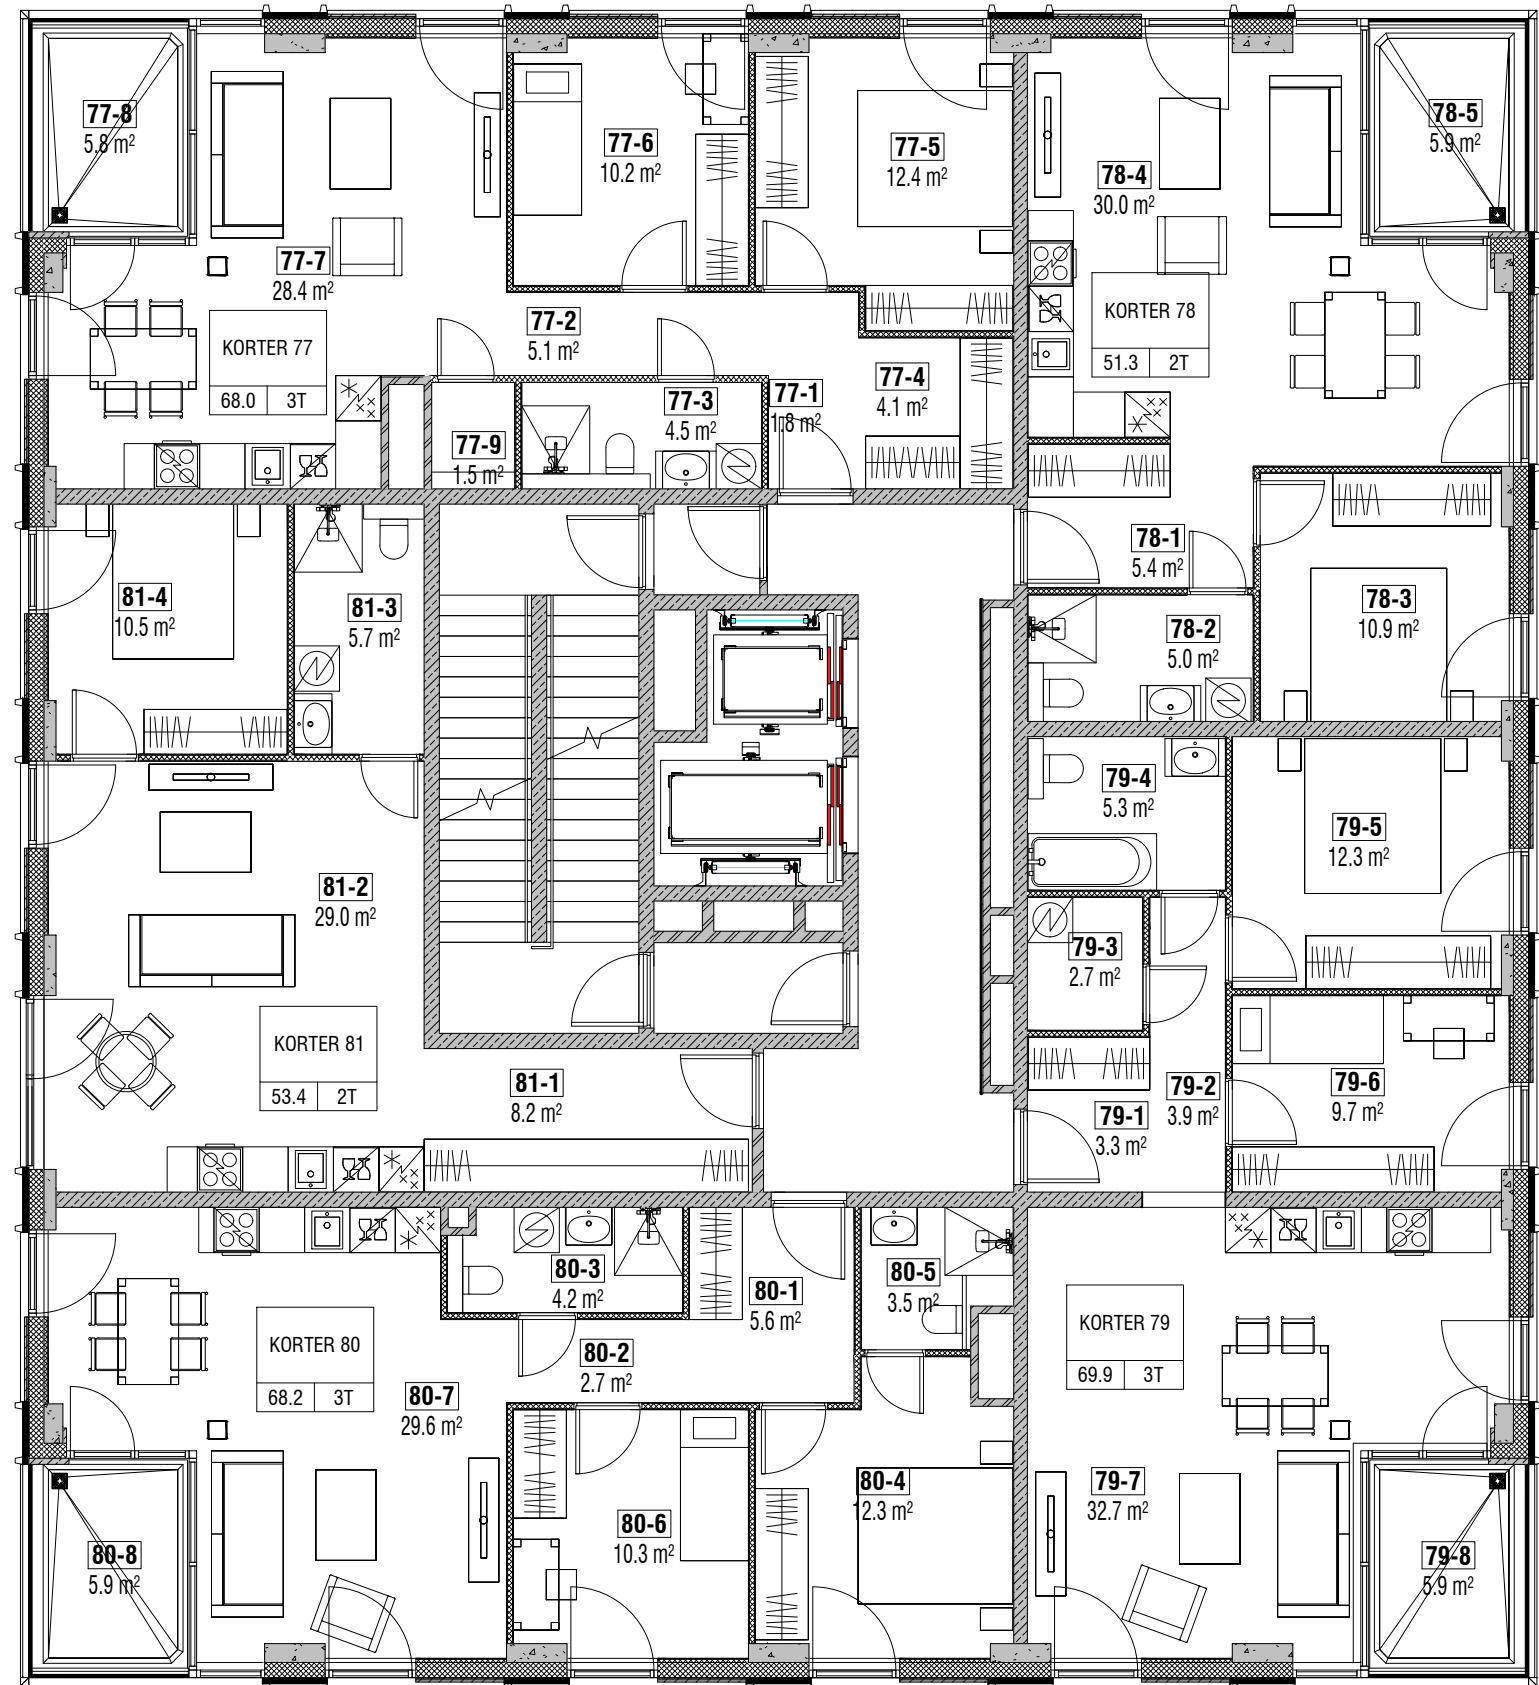 77-8
5.8 m²
77-6
10.2 m²
77-5
12.4 m²
78-4
30.0 m²
78-5
5.9 m²
77-7
28.4 m²
KORTER 77
68.0 3T
77-2
5.1 m²
KORTER 78
51.3 2T
77-9
1.5 m²
77-3
4.5 m²
77-1
1.8 m²
77-4
4.1 m²
78-1
5.4 m²
81-4
10.5 m²
81-3
5.7 m²
78-2
5.0 m²
78-3
10.9 m²
79-4
5.3 m²
79-5
12.3 m²
81-2
29.0 m²
79-3
2.7 m²
KORTER 81
53.4 2T
81-1
8.2 m²
79-1
3.3 m²
79-2
3.9 m²
79-6
9.7 m²
80-3
4.2 m²
80-1
5.6 m²
80-5
3.5 m²
KORTER 80
68.2 3T
80-7
29.6 m²
80-2
2.7 m²
KORTER 79
69.9 3T
80-8
5.9 m²
80-6
10.3 m²
80-4
12.3 m²
79-7
32.7 m²
79-8
5.9 m²